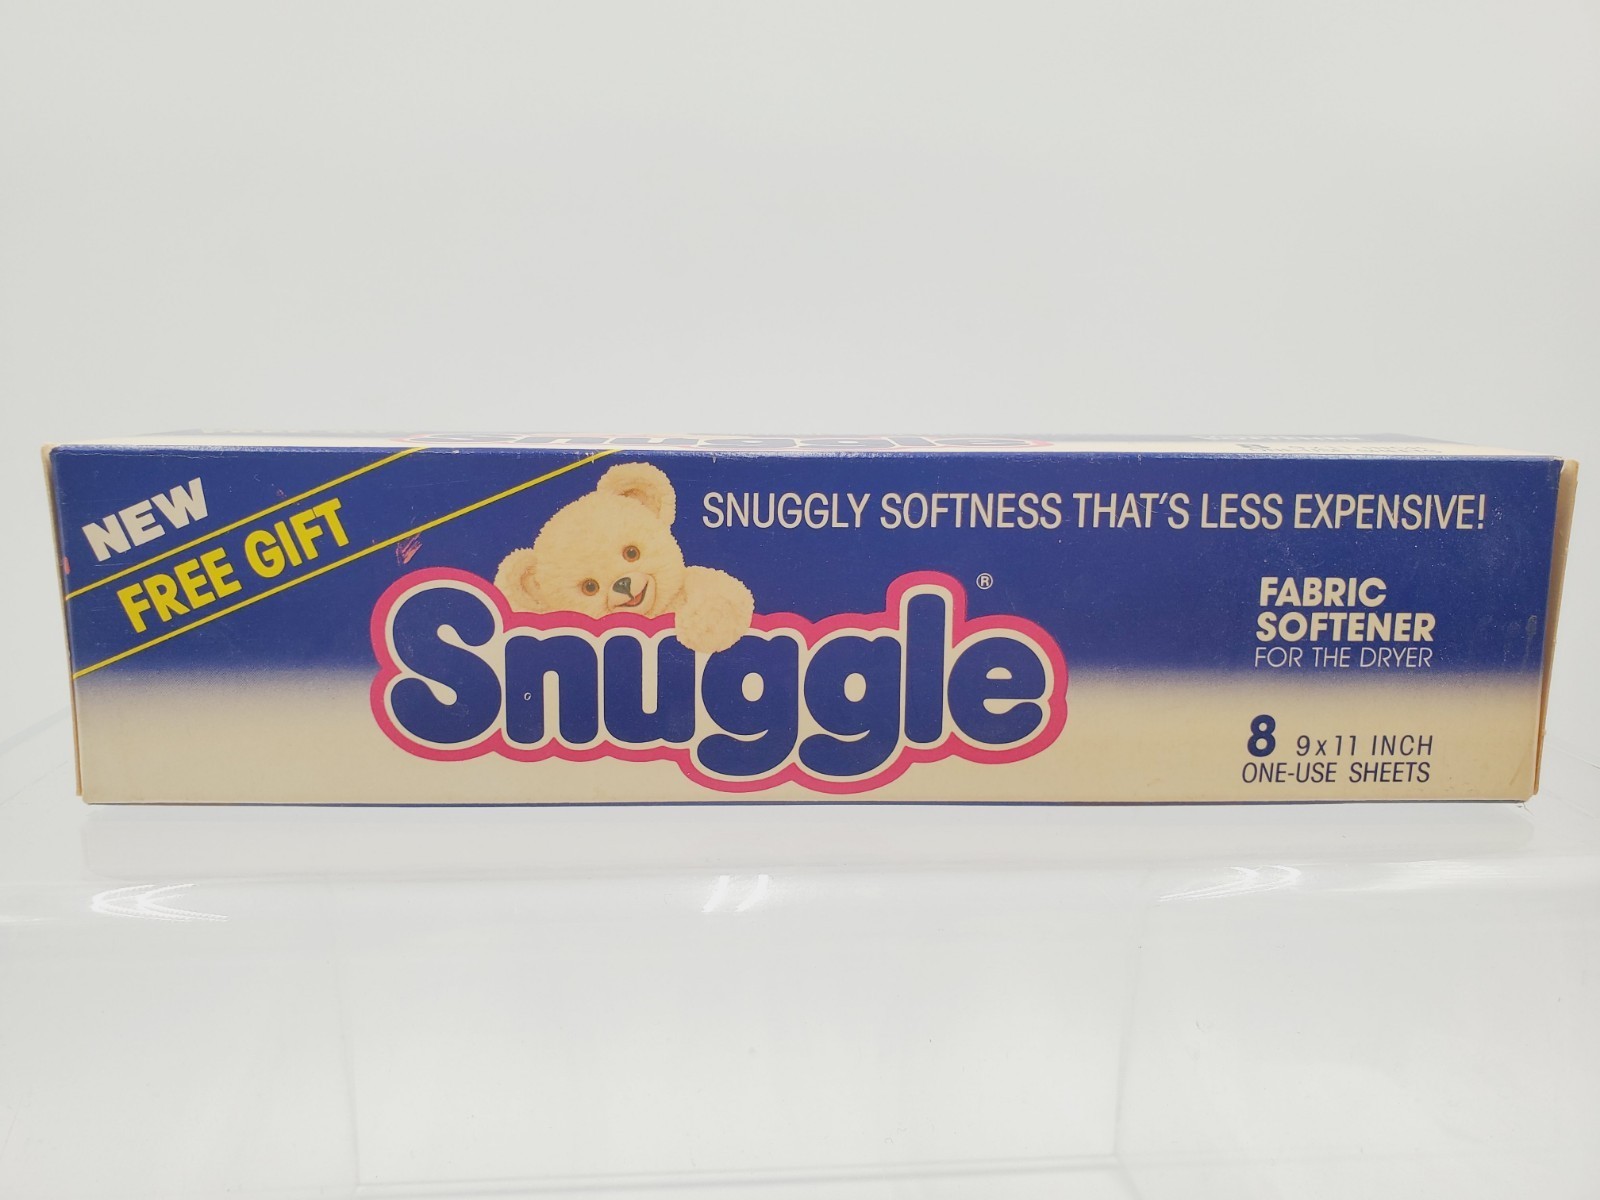 NEW
FREE GIFT
SNUGGLY SOFTNESS THAT'S LESS EXPENSIVE!
Snuggle®
FABRIC
SOFTENER
FOR THE DRYER
8 9x11 INCH
ONE-USE SHEETS